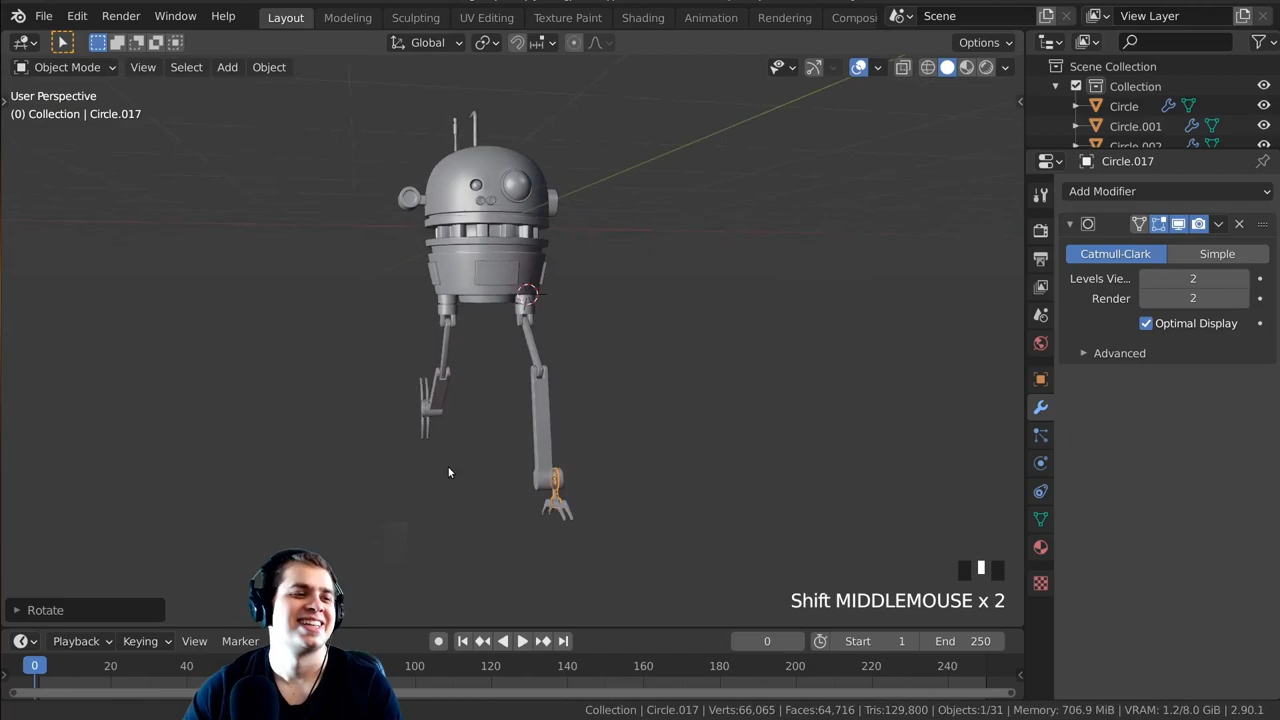 File Edit Render Window Help Layout Modeling Sculpting UV Editing Texture Paint Shading Animation Rendering Composi Scene View Layer
Global Options
Object Mode View Select Add Object
Scene Collection
Collection
Circle
Circle.001
Circle.002
User Perspective
(0) Collection | Circle.017
Circle.017
Add Modifier
Catmull-Clark Simple
Levels Vie... 2
Render 2
Optimal Display
Advanced
Shift MIDDLEMOUSE x 2
Rotate
Playback Keying View Marker 0 Start 1 End 250
0 20 40 100 120 140 160 180 200 220 240
Collection | Circle.017 | Verts:66,065 | Faces:64,716 | Tris:129,800 | Objects:1/31 | Memory: 706.9 MiB | VRAM: 1.2/8.0 GiB | 2.90.1